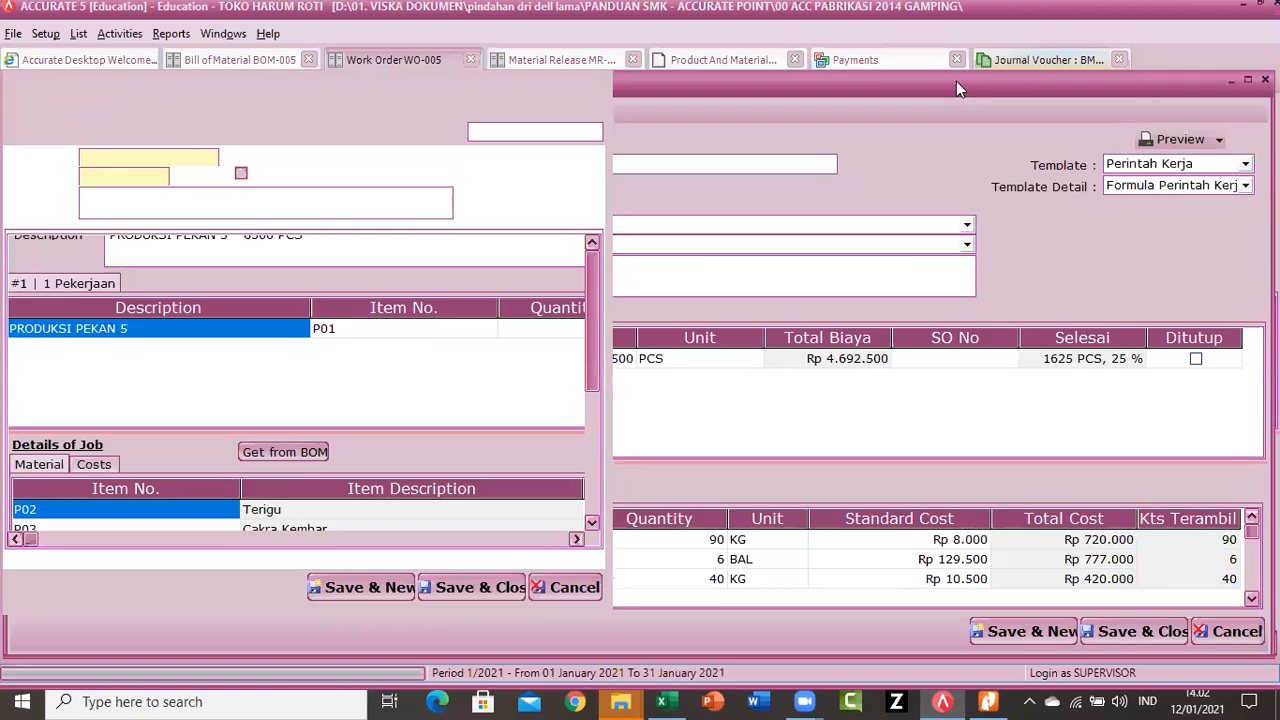 ACCURATE 5 [Education] - Education - TOKO HARUM ROTI [D:\01. VISKA DOKUMEN\pindahan dri dell lama\PANDUAN SMK - ACCURATE POINT\00 ACC PABRIKASI 2014 GAMPING\
File Setup List Activities Reports Windows Help
Accurate Desktop Welcome... Bill of Material BOM-005 Work Order WO-005 Material Release MR-... Product And Material... Payments Journal Voucher : BM...
Preview
Template : Perintah Kerja
Template Detail : Formula Perintah Kerj
Description PRODUKSI PEKAN 5 - 6500 PCS
#1 | 1 Pekerjaan
Description Item No. Quantit
PRODUKSI PEKAN 5 P01
Unit Total Biaya SO No Selesai Ditutup
500 PCS Rp 4.692.500 1625 PCS, 25 %
Details of Job
Get from BOM
Material Costs
Item No. Item Description
P02 Terigu
P03 Cakra Kembar
Quantity Unit Standard Cost Total Cost Kts Terambil
90 KG Rp 8.000 Rp 720.000 90
6 BAL Rp 129.500 Rp 777.000 6
40 KG Rp 10.500 Rp 420.000 40
Save & New Save & Clos Cancel
Save & New Save & Clos Cancel
Period 1/2021 - From 01 January 2021 To 31 January 2021 Login as SUPERVISOR
Type here to search
IND
14.02
12/01/2021